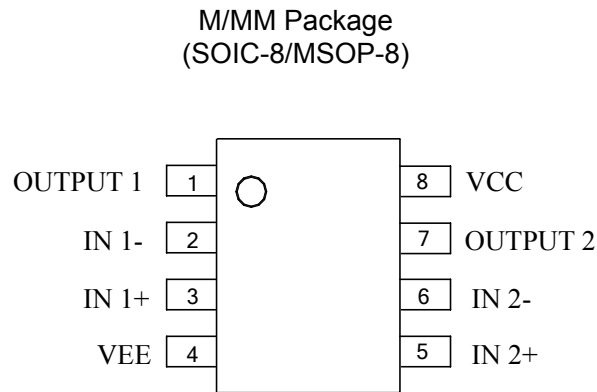 M/MM Package
(SOIC-8/MSOP-8)
OUTPUT 1 1 8 VCC
IN 1- 2 7 OUTPUT 2
IN 1+ 3 6 IN 2-
VEE 4 5 IN 2+